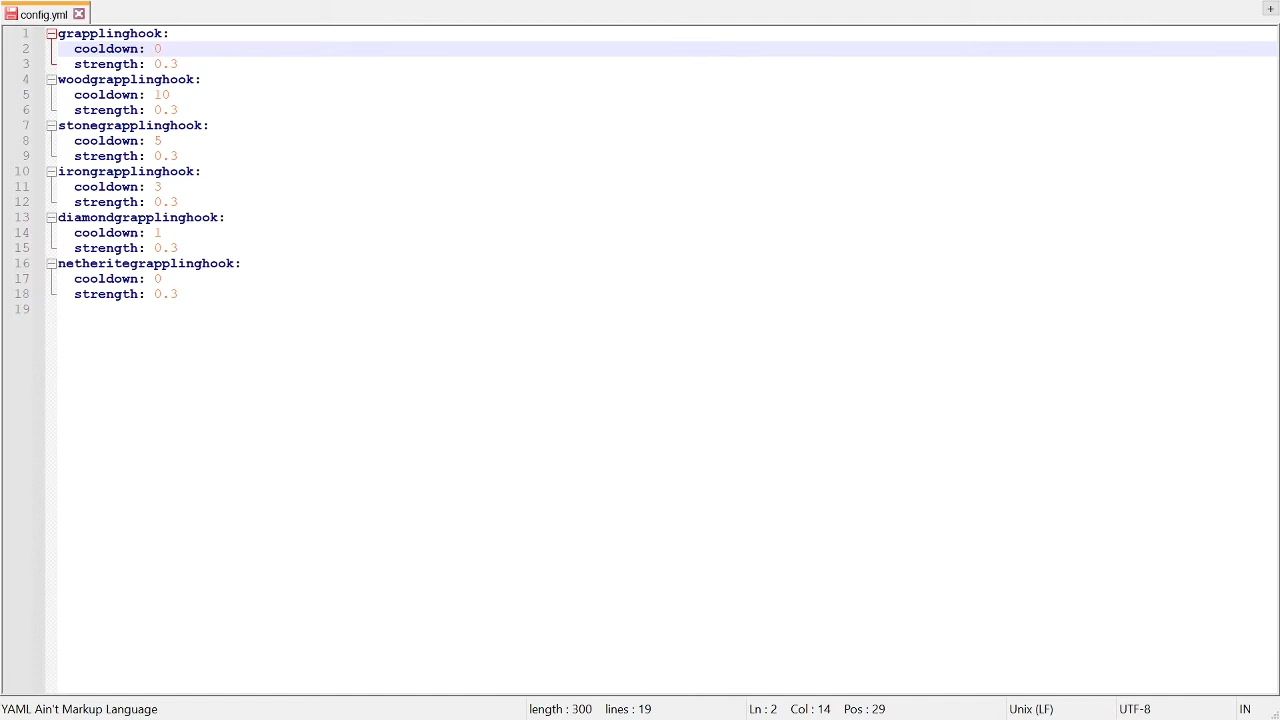 config.yml
+
1 grapplinghook:
2 cooldown: 0
3 strength: 0.3
4 woodgrapplinghook:
5 cooldown: 10
6 strength: 0.3
7 stonegrapplinghook:
8 cooldown: 5
9 strength: 0.3
10 irongrapplinghook:
11 cooldown: 3
12 strength: 0.3
13 diamondgrapplinghook:
14 cooldown: 1
15 strength: 0.3
16 netheritegrapplinghook:
17 cooldown: 0
18 strength: 0.3
19
YAML Ain't Markup Language length : 300 lines : 19 Ln : 2 Col : 14 Pos : 29 Unix (LF) UTF-8 IN